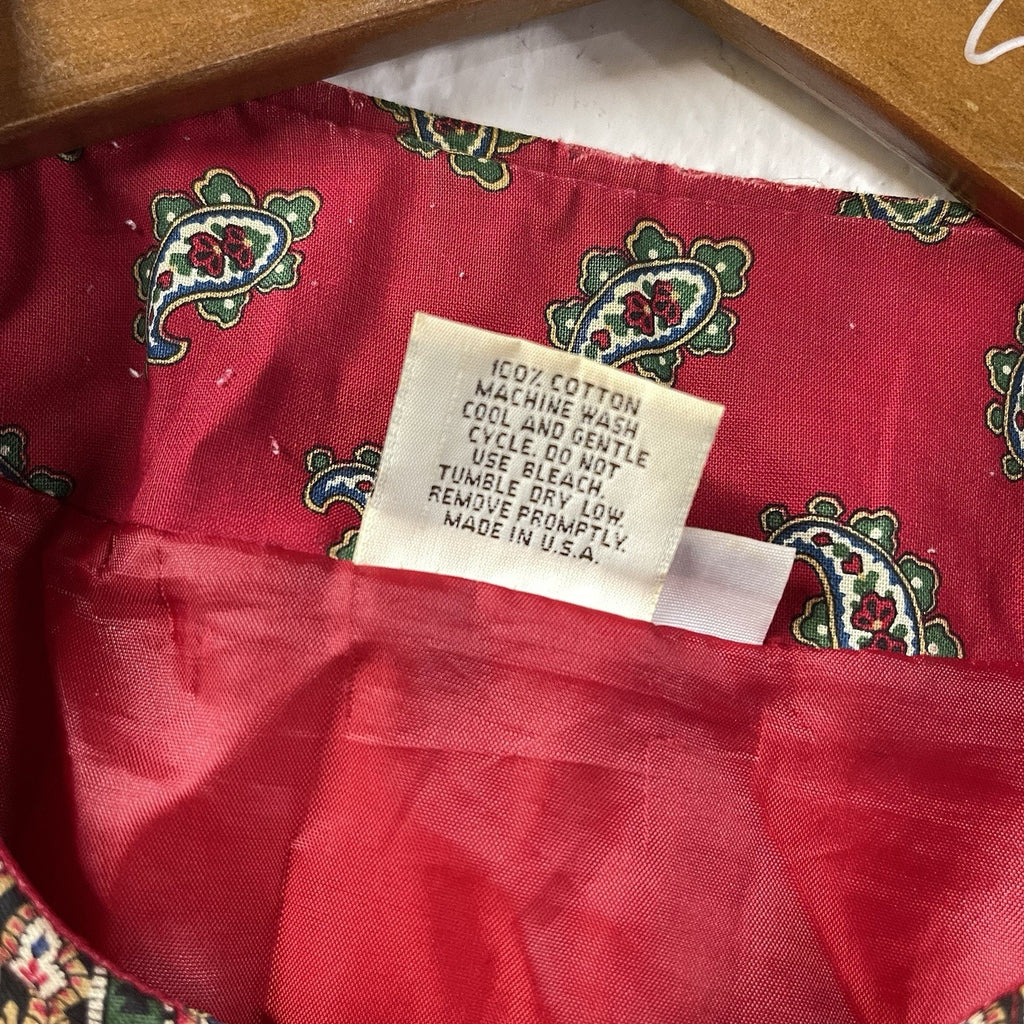 100% COTTON
MACHINE WASH
COOL AND GENTLE
CYCLE. DO NOT
USE BLEACH.
TUMBLE DRY LOW.
REMOVE PROMPTLY.
MADE IN U.S.A.